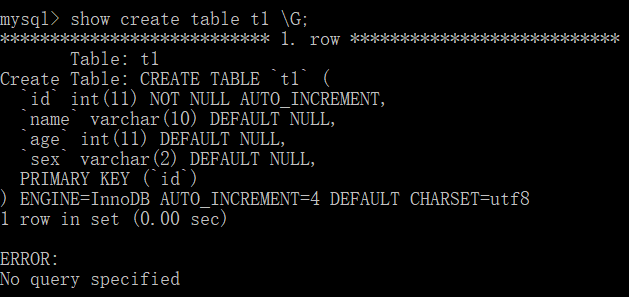 mysql> show create table t1 \G;
*************************** 1. row ***************************
Table: t1
Create Table: CREATE TABLE `t1` (
`id` int(11) NOT NULL AUTO_INCREMENT,
`name` varchar(10) DEFAULT NULL,
`age` int(11) DEFAULT NULL,
`sex` varchar(2) DEFAULT NULL,
PRIMARY KEY (`id`)
) ENGINE=InnoDB AUTO_INCREMENT=4 DEFAULT CHARSET=utf8
1 row in set (0.00 sec)
ERROR:
No query specified